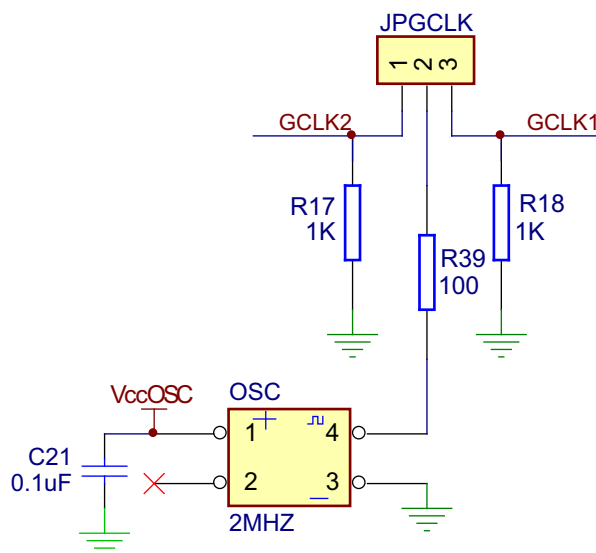 JPGCLK
1 2 3
GCLK2
GCLK1
R17
1K
R18
1K
R39
100
VccOSC
OSC
1
4
C21
0.1uF
2
3
2MHZ